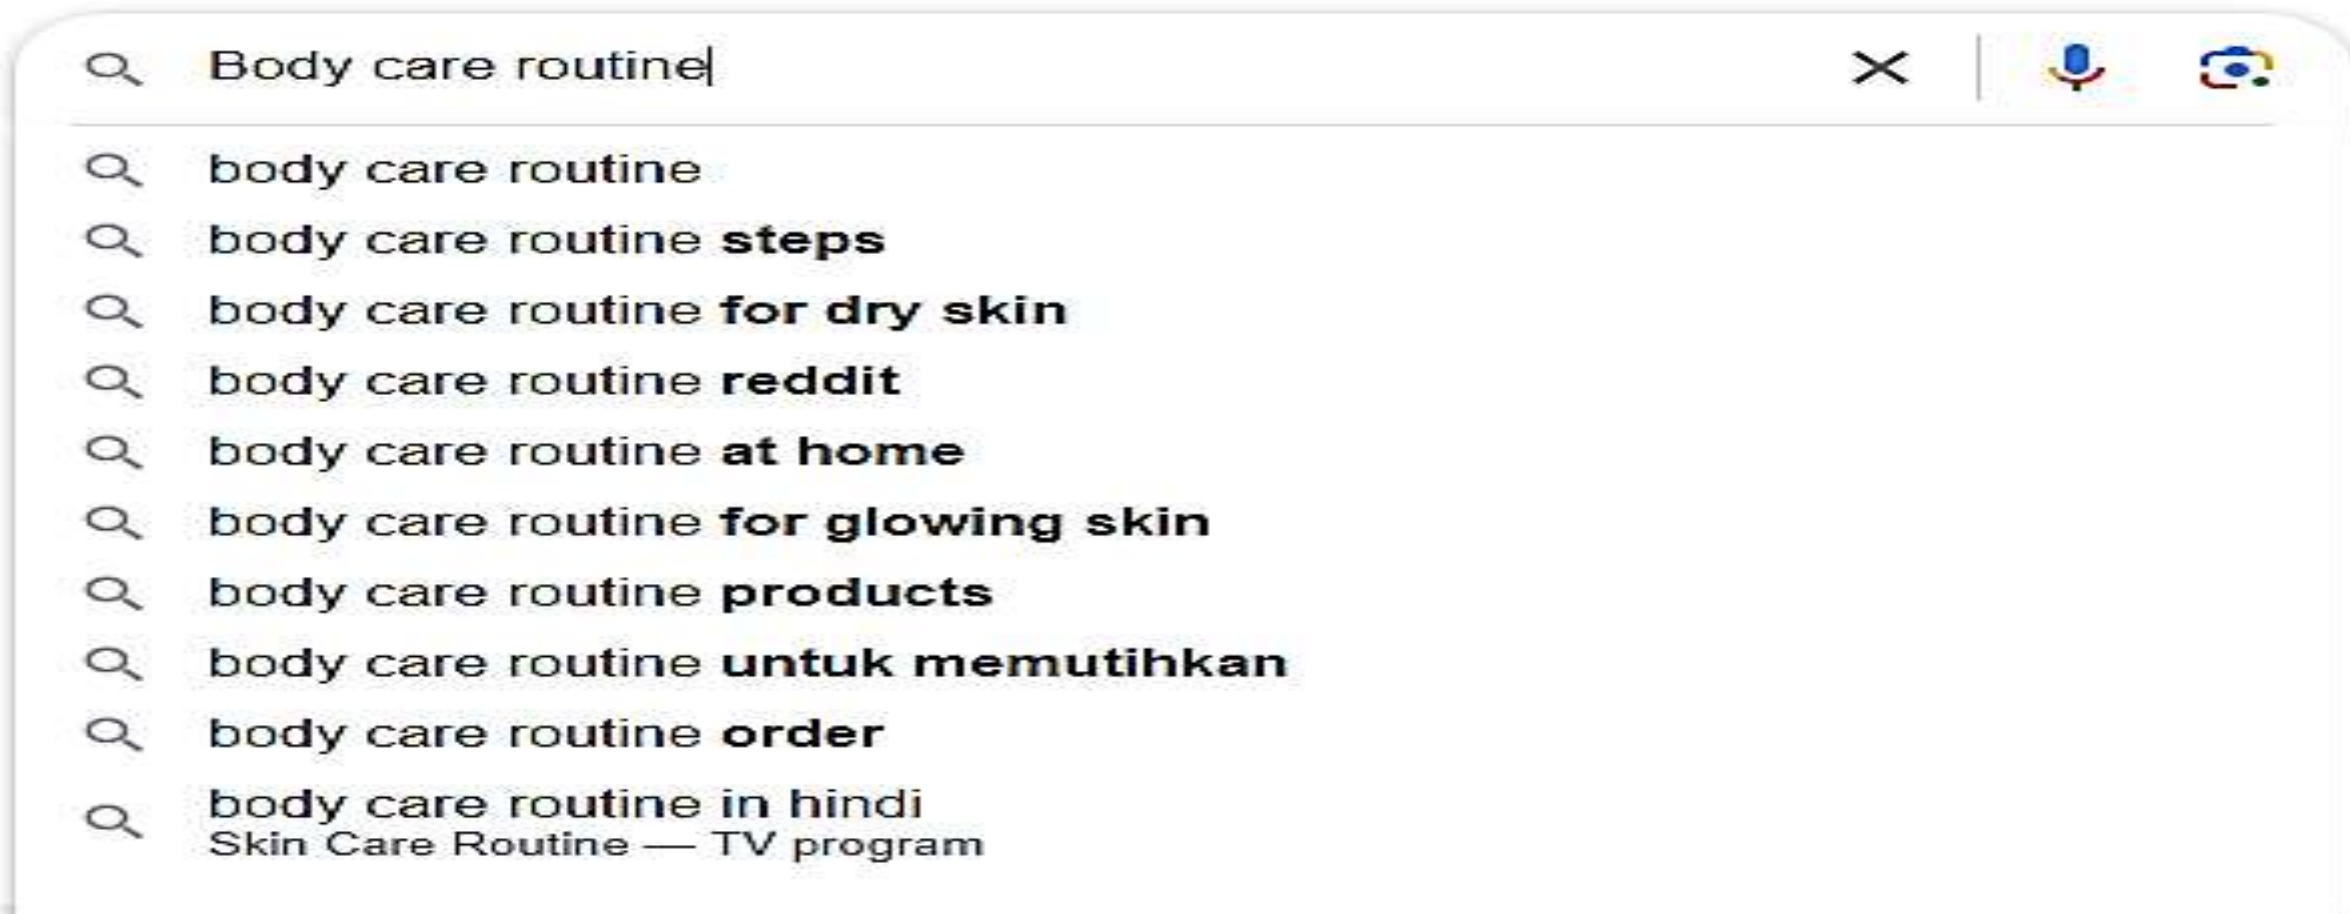 Body care routine
body care routine
body care routine steps
body care routine for dry skin
body care routine reddit
body care routine at home
body care routine for glowing skin
body care routine products
body care routine untuk memutihkan
body care routine order
body care routine in hindi
Skin Care Routine — TV program